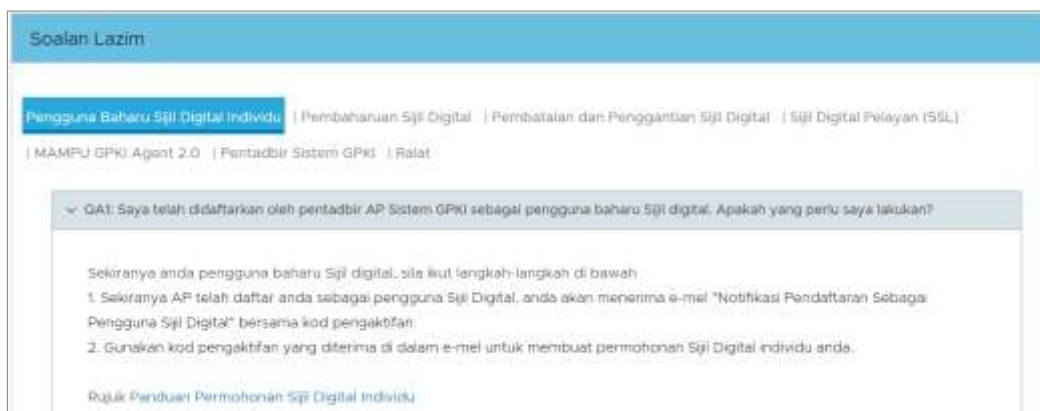 Soalan Lazim
Pengguna Baharu Sijil Digital Individu | Pembaharuan Sijil Digital | Pembatalan dan Penggantian Sijil Digital | Sijil Digital Pelayan (SSL)
| MAMPU GPKI Agent 2.0 | Pentadbir Sistem GPKI | Ralat
QA1: Saya telah didaftarkan oleh pentadbir AP Sistem GPKI sebagai pengguna baharu Sijil digital. Apakah yang perlu saya lakukan?
Sekiranya anda pengguna baharu Sijil digital, sila ikut langkah-langkah di bawah
1. Sekiranya AP telah daftar anda sebagai pengguna Sijil Digital, anda akan menerima e-mel "Notifikasi Pendaftaran Sebagai
Pengguna Sijil Digital" bersama kod pengaktifan.
2. Gunakan kod pengaktifan yang diterima di dalam e-mel untuk membuat permohonan Sijil Digital individu anda.
Rujuk Panduan Permohonan Sijil Digital Individu